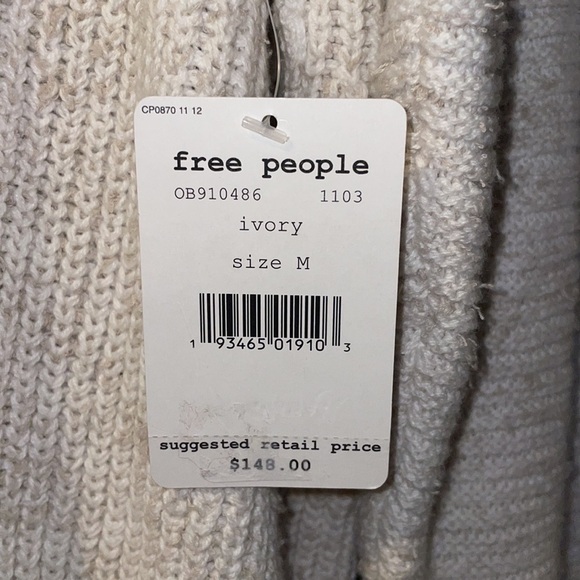 CP0870 11 12
free people
OB910486 1103
ivory
size M
1 93465 01910 3
suggested retail price
$148.00